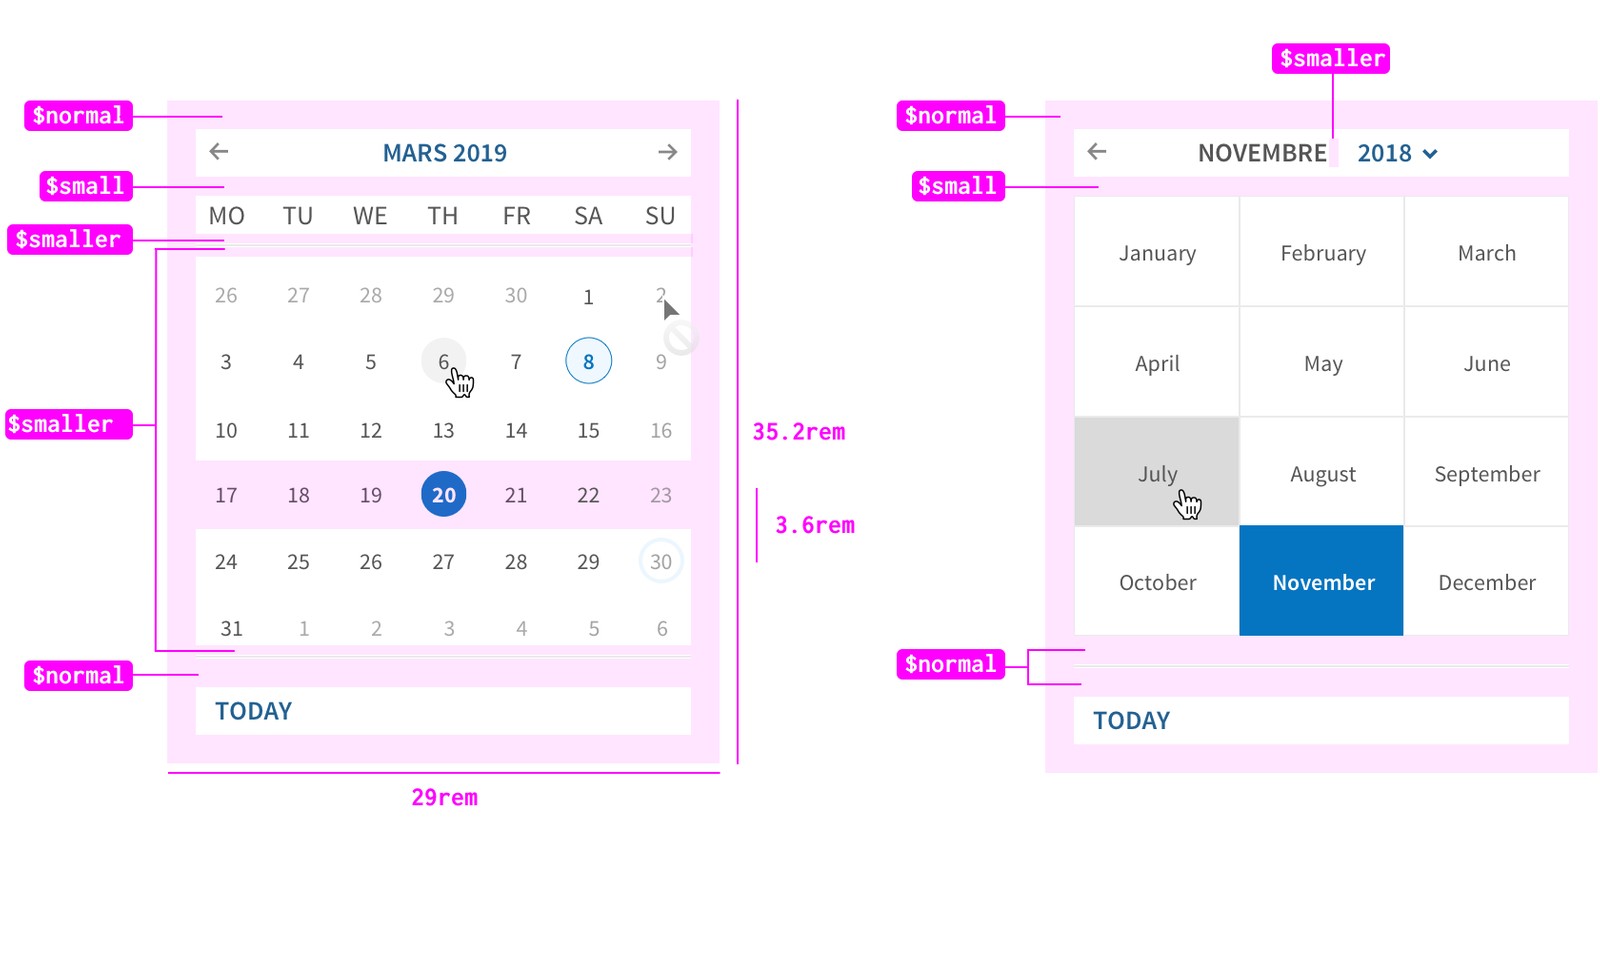 $smaller
$normal
MARS 2019
$small
MO TU WE TH FR SA SU
$smaller
26 27 28 29 30 1 2
3 4 5 6 7 8 9
$smaller
10 11 12 13 14 15 16
17 18 19 20 21 22 23
24 25 26 27 28 29 30
31 1 2 3 4 5 6
$normal
TODAY
35.2rem
3.6rem
29rem
$normal
NOVEMBRE 2018
$small
January February March
April May June
July August September
October November December
$normal
TODAY